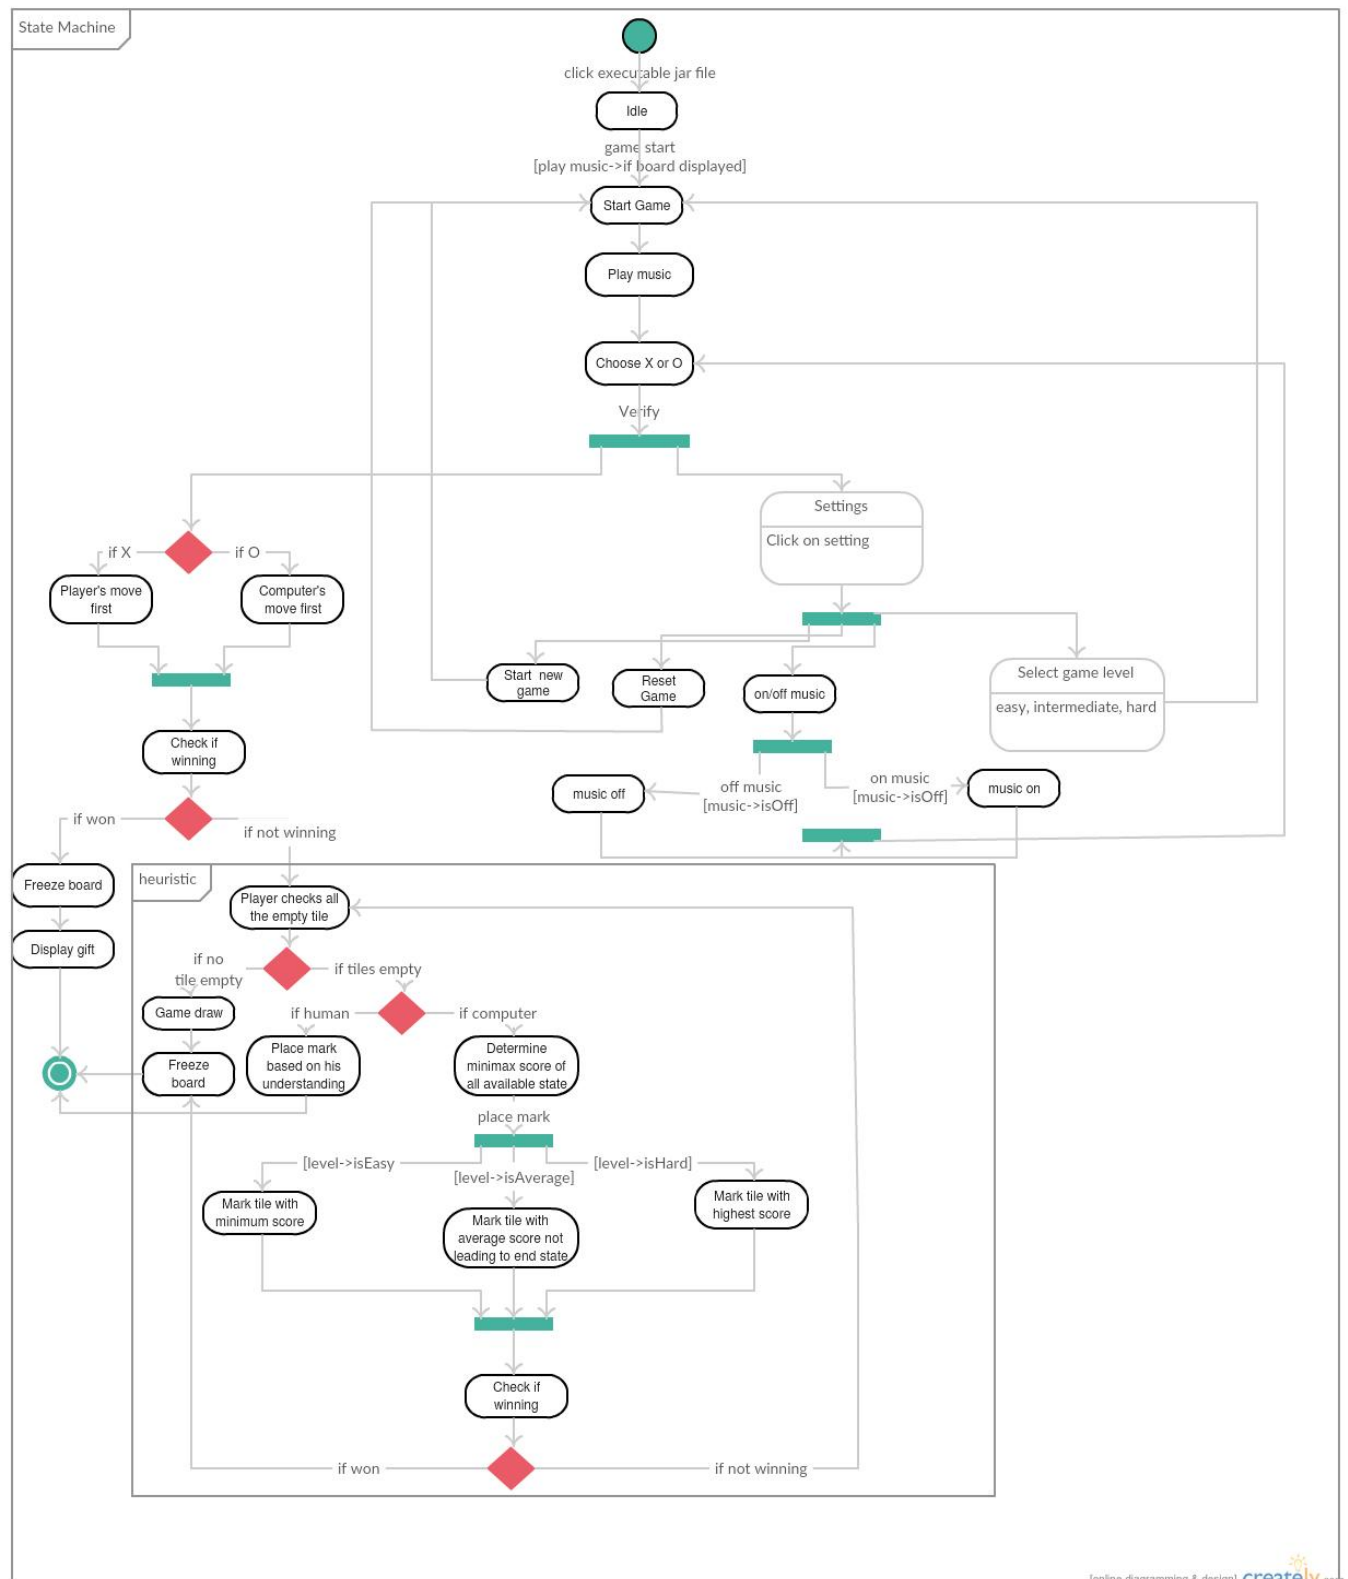 State Machine
click executable jar file
Idle
game start
[play music->if board displayed]
Start Game
Play music
Choose X or O
Verify
Settings
Click on setting
if X
if O
Player's move
first
Computer's
move first
Start new
game
Reset
Game
on/off music
Select game level
easy, intermediate, hard
Check if
winning
music off
off music
[music->isOff]
on music
[music->isOff]
music on
if won
if not winning
Freeze board
Display gift
heuristic
Player checks all
the empty tile
if no
tile empty
if tiles empty
Game draw
if human
if computer
Freeze
board
Place mark
based on his
understanding
Determine
minimax score of
all available state
place mark
[level->isEasy
[level->isAverage]
[level->isHard]
Mark tile with
minimum score
Mark tile with
average score not
leading to end state
Mark tile with
highest score
Check if
winning
if won
if not winning
[online diagramming & design] creately